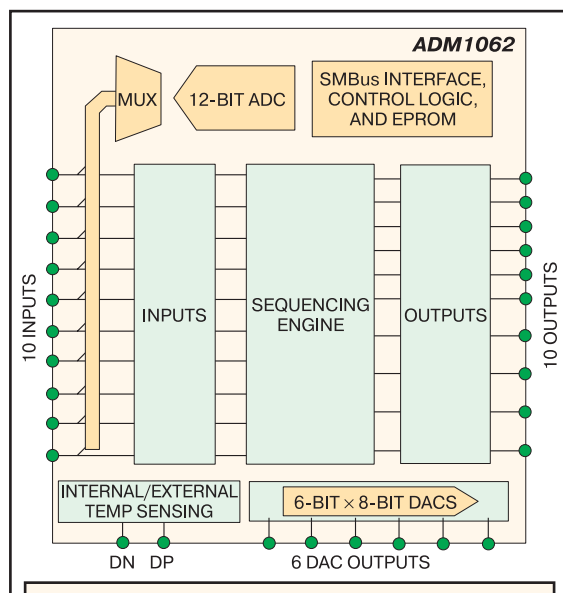 ADM1062
MUX
12-BIT ADC
SMBus INTERFACE,
CONTROL LOGIC,
AND EPROM
10 INPUTS
INPUTS
SEQUENCING
ENGINE
OUTPUTS
10 OUTPUTS
INTERNAL/EXTERNAL
TEMP SENSING
6-BIT × 8-BIT DACS
DN DP
6 DAC OUTPUTS